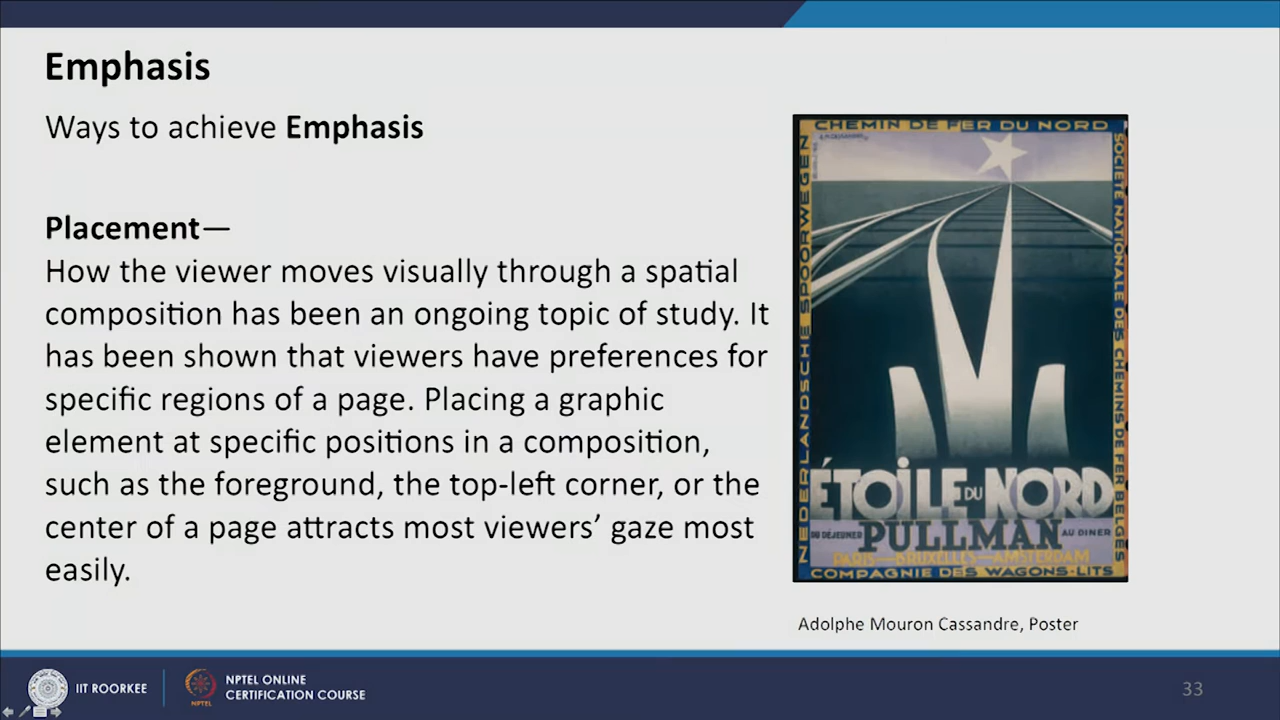 Emphasis
Ways to achieve Emphasis
Placement—
How the viewer moves visually through a spatial
composition has been an ongoing topic of study. It
has been shown that viewers have preferences for
specific regions of a page. Placing a graphic
element at specific positions in a composition,
such as the foreground, the top-left corner, or the
center of a page attracts most viewers’ gaze most
easily.
CHEMIN DE FER DU NORD
NEDERLANDSCHE SPOORWEGEN
SOCIÉTÉ NATIONALE DES CHEMINS DE FER BELGES
ÉTOILE DU NORD
PULLMAN
DU DÉJEUNER
AU DINER
PARIS—BRUXELLES—AMSTERDAM
COMPAGNIE DES WAGONS-LITS
Adolphe Mouron Cassandre, Poster
IIT ROORKEE
NPTEL
NPTEL ONLINE
CERTIFICATION COURSE
33